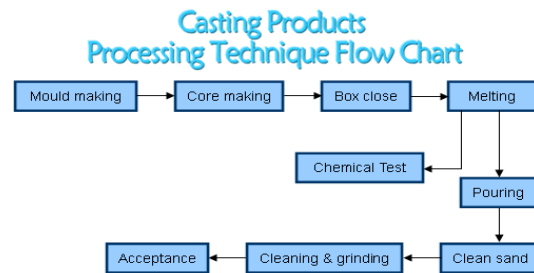 Casting Products
Processing Technique Flow Chart
Mould making
Core making
Box close
Melting
Chemical Test
Pouring
Clean sand
Cleaning & grinding
Acceptance